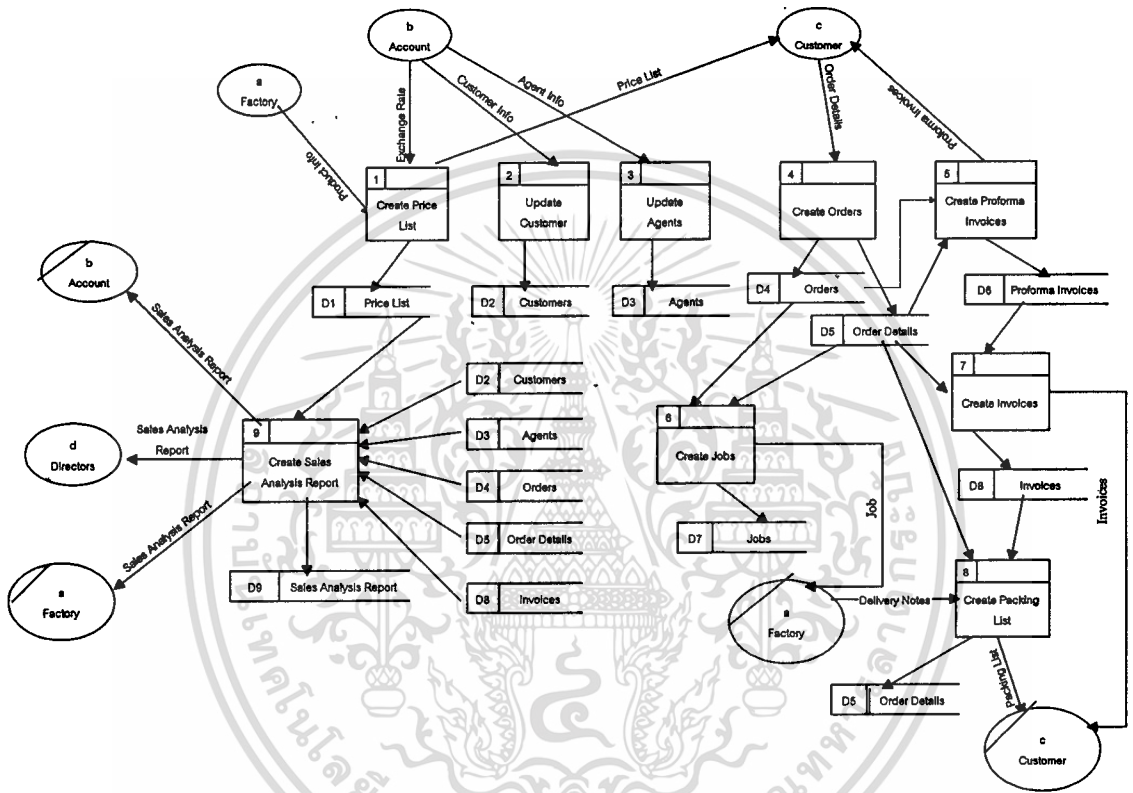 b
Account
c
Customer
a
Factory
Product Info
Exchange Rate
Customer Info
Agent Info
Price List
Order Details
Proforma Invoices
1
Create Price
List
2
Update
Customer
3
Update
Agents
4
Create Orders
5
Create Proforma
Invoices
b
Account
D1 Price List
D2 Customers
D3 Agents
D4 Orders
D5 Order Details
D6 Proforma Invoices
Sales Analysis Report
7
Create Invoices
D2 Customers
9
Create Sales
Analysis Report
D3 Agents
6
Create Jobs
d
Directors
Sales Analysis
Report
D4 Orders
D8 Invoices
Invoices
Job
Sales Analysis Report
D5 Order Details
D7 Jobs
a
Factory
D9 Sales Analysis Report
D8 Invoices
a
Factory
Delivery Notes
8
Create Packing
List
D5 Order Details
Packing List
c
Customer